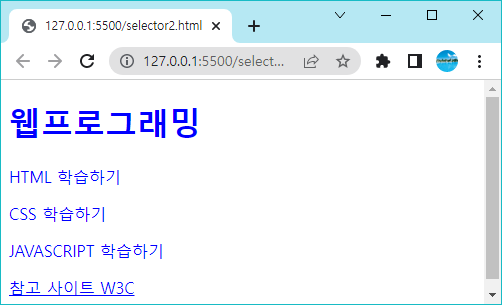 127.0.0.1:5500/selector2.html
127.0.0.1:5500/select...
웹프로그래밍
HTML 학습하기
CSS 학습하기
JAVASCRIPT 학습하기
참고 사이트 W3C